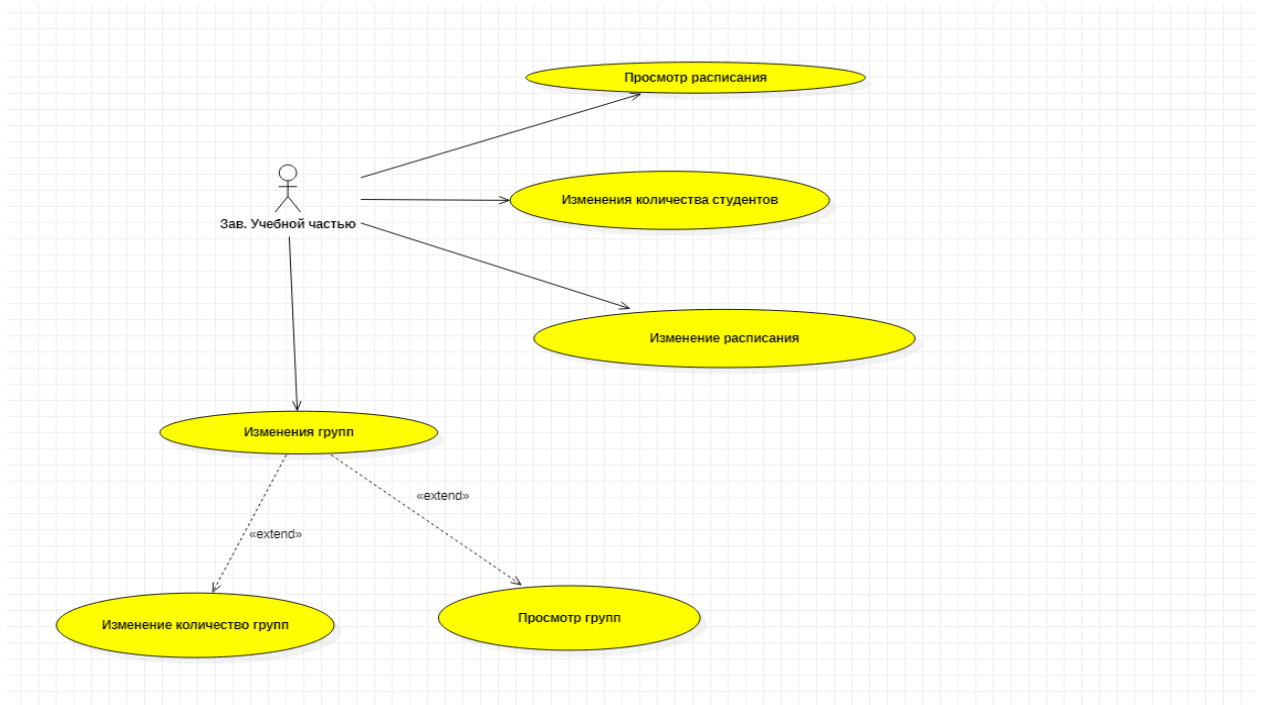 Просмотр расписания
Изменения количества студентов
Зав. Учебной частью
Изменение расписания
Изменения групп
«extend»
«extend»
Изменение количество групп
Просмотр групп